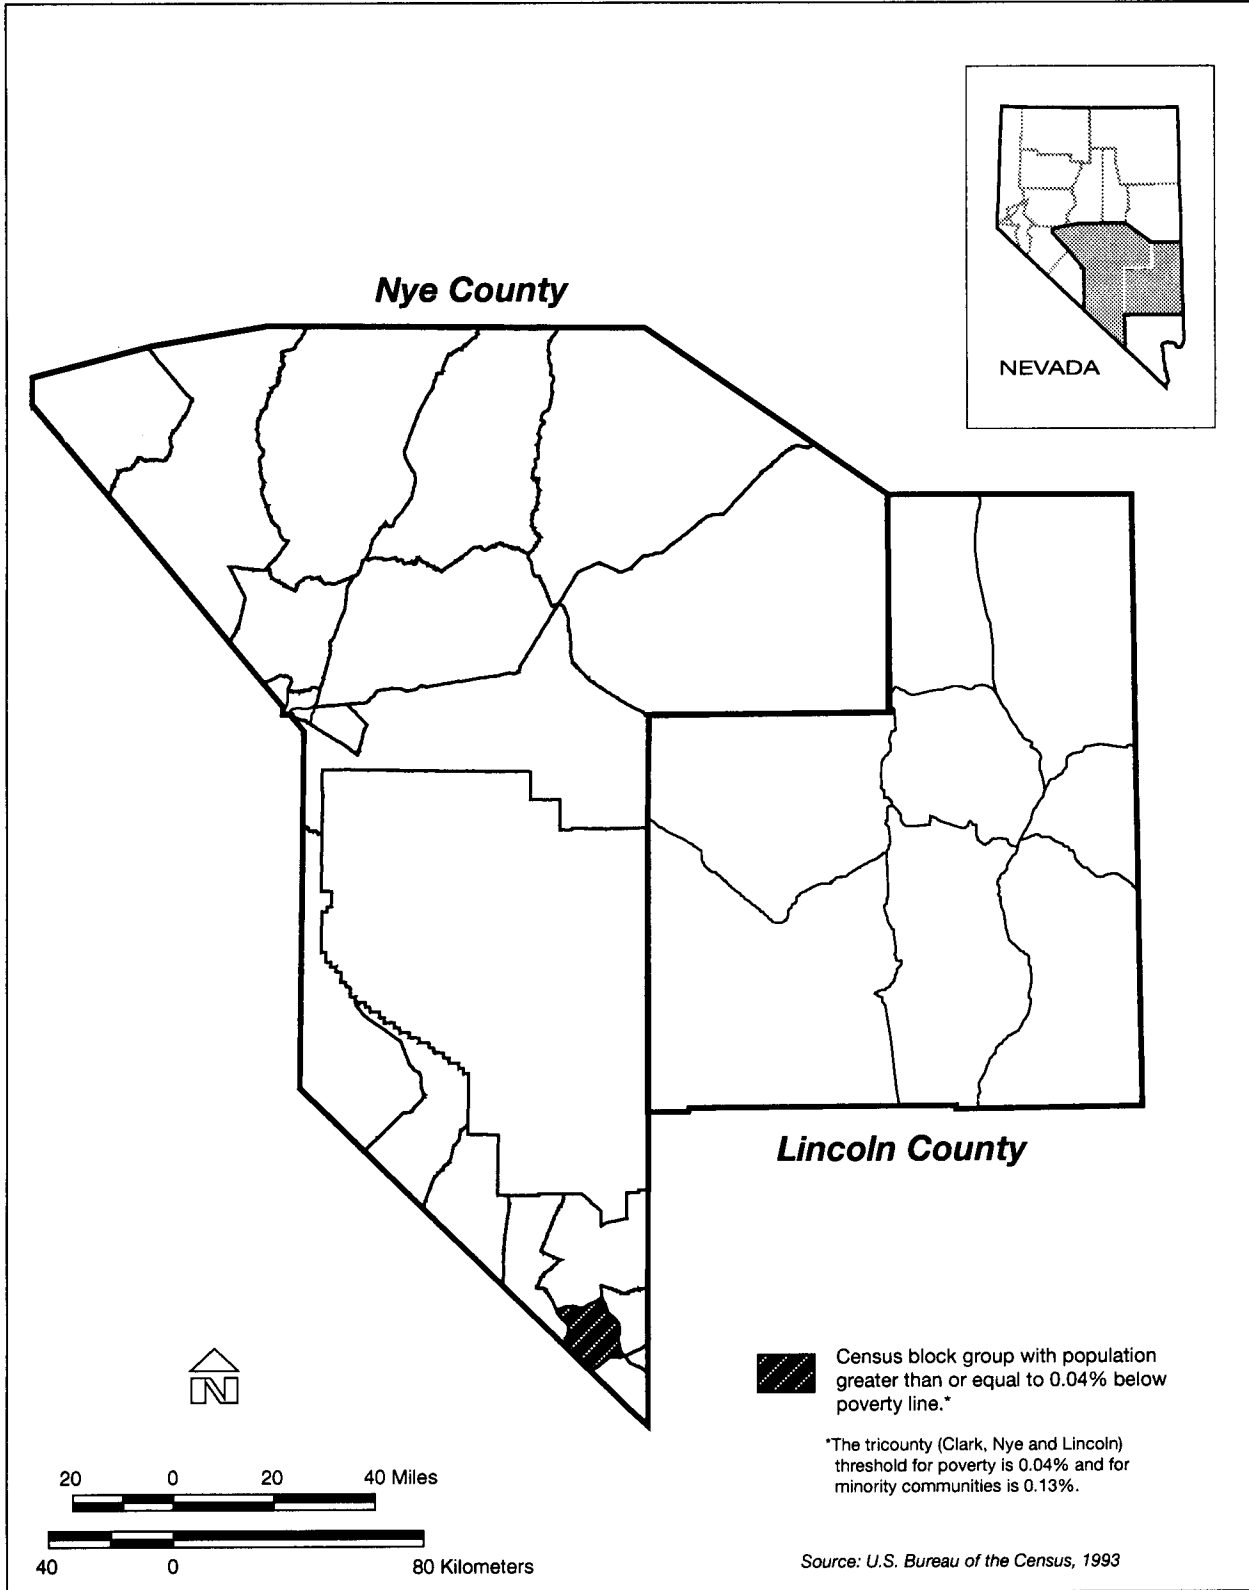 NEVADA
Nye County
Lincoln County
N
Census block group with population
greater than or equal to 0.04% below
poverty line.*
*The tricounty (Clark, Nye and Lincoln)
threshold for poverty is 0.04% and for
minority communities is 0.13%.
20 0 20 40 Miles
40 0 80 Kilometers
Source: U.S. Bureau of the Census, 1993